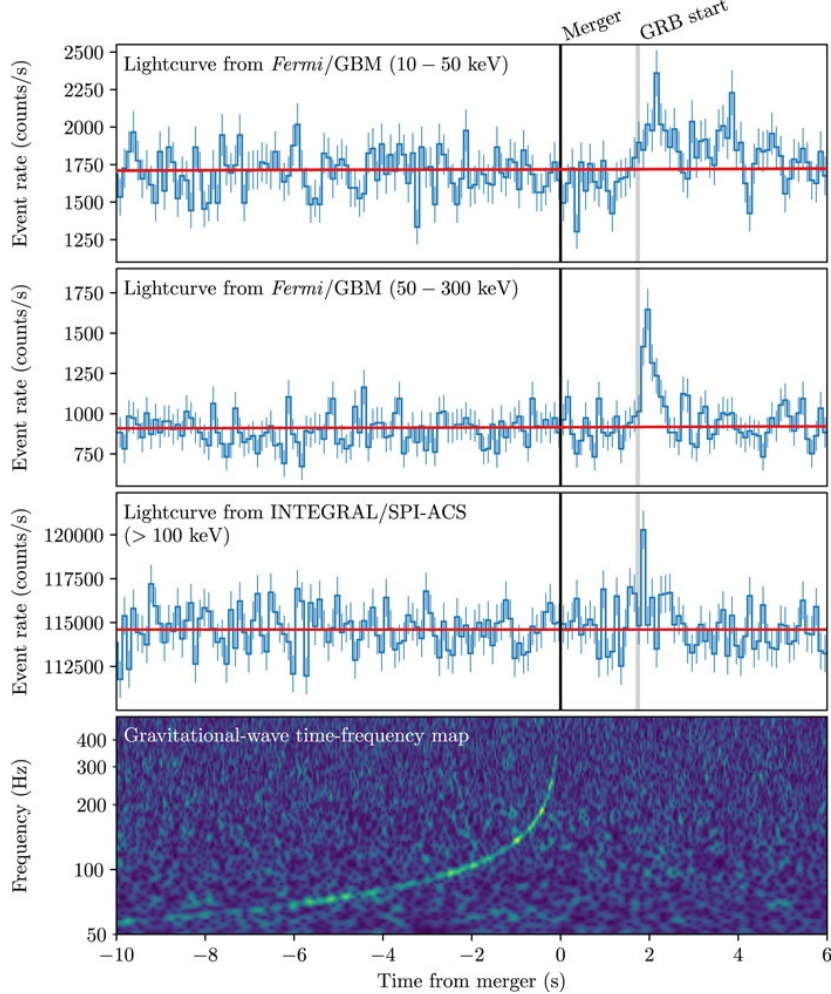 Merger
GRB start
Lightcurve from Fermi/GBM (10 − 50 keV)
Event rate (counts/s)
2500
2250
2000
1750
1500
1250
Lightcurve from Fermi/GBM (50 − 300 keV)
Event rate (counts/s)
1750
1500
1250
1000
750
Lightcurve from INTEGRAL/SPI-ACS
(> 100 keV)
Event rate (counts/s)
120000
117500
115000
112500
Gravitational-wave time-frequency map
Frequency (Hz)
400
300
200
100
50
−10 −8 −6 −4 −2 0 2 4 6
Time from merger (s)